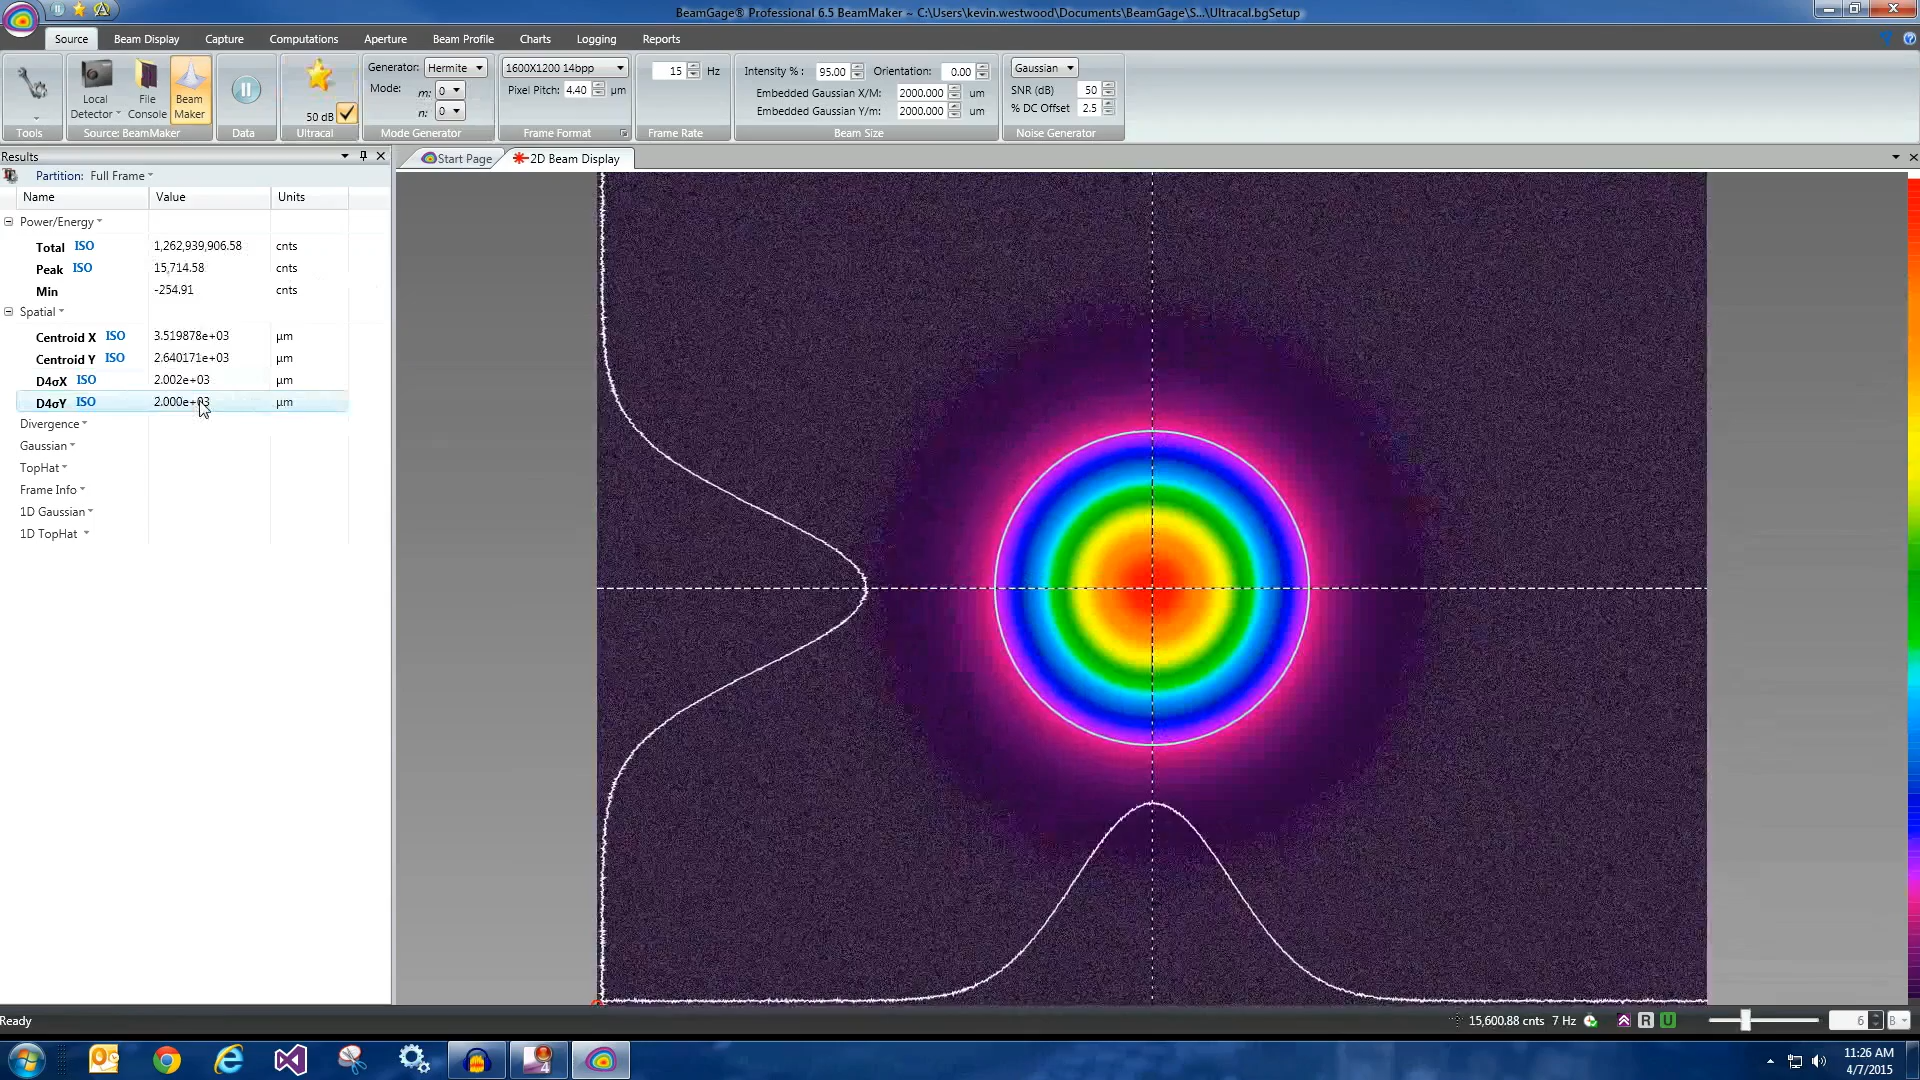 BeamGage® Professional 6.5 BeamMaker ~ C:\Users\kevin.westwood\Documents\BeamGage\S...\Ultracal.bgSetup
Source Beam Display Capture Computations Aperture Beam Profile Charts Logging Reports
Local Detector
File Console
Beam Maker
50 dB
Generator: Hermite
Mode: m: 0
n: 0
1600X1200 14bpp
Pixel Pitch: 4.40 µm
15 Hz
Intensity % : 95.00 Orientation: 0.00
Embedded Gaussian X/M: 2000.000 um
Embedded Gaussian Y/m: 2000.000 um
Gaussian
SNR (dB) 50
% DC Offset 2.5
Tools Source: BeamMaker Data Ultracal Mode Generator Frame Format Frame Rate Beam Size Noise Generator
Results
Start Page 2D Beam Display
Partition: Full Frame
Name Value Units
Power/Energy
Total ISO 1,262,939,906.58 cnts
Peak ISO 15,714.58 cnts
Min -254.91 cnts
Spatial
Centroid X ISO 3.519878e+03 µm
Centroid Y ISO 2.640171e+03 µm
D4σX ISO 2.002e+03 µm
D4σY ISO 2.000e+03 µm
Divergence
Gaussian
TopHat
Frame Info
1D Gaussian
1D TopHat
Ready
15,600.88 cnts 7 Hz R U 6 B
4
11:26 AM
4/7/2015